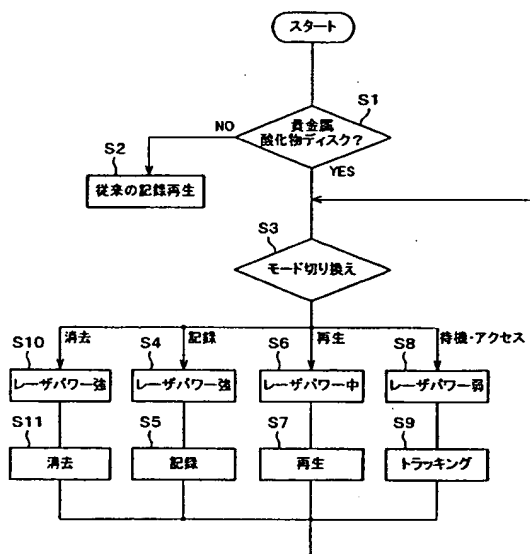 スタート
S1
貴金属
酸化物ディスク?
NO
YES
S2
従来の記録再生
S3
モード切り換え
消去
記録
再生
待機・アクセス
S10
S4
S6
S8
レーザパワー強
レーザパワー強
レーザパワー中
レーザパワー弱
S11
S5
S7
S9
消去
記録
再生
トラッキング